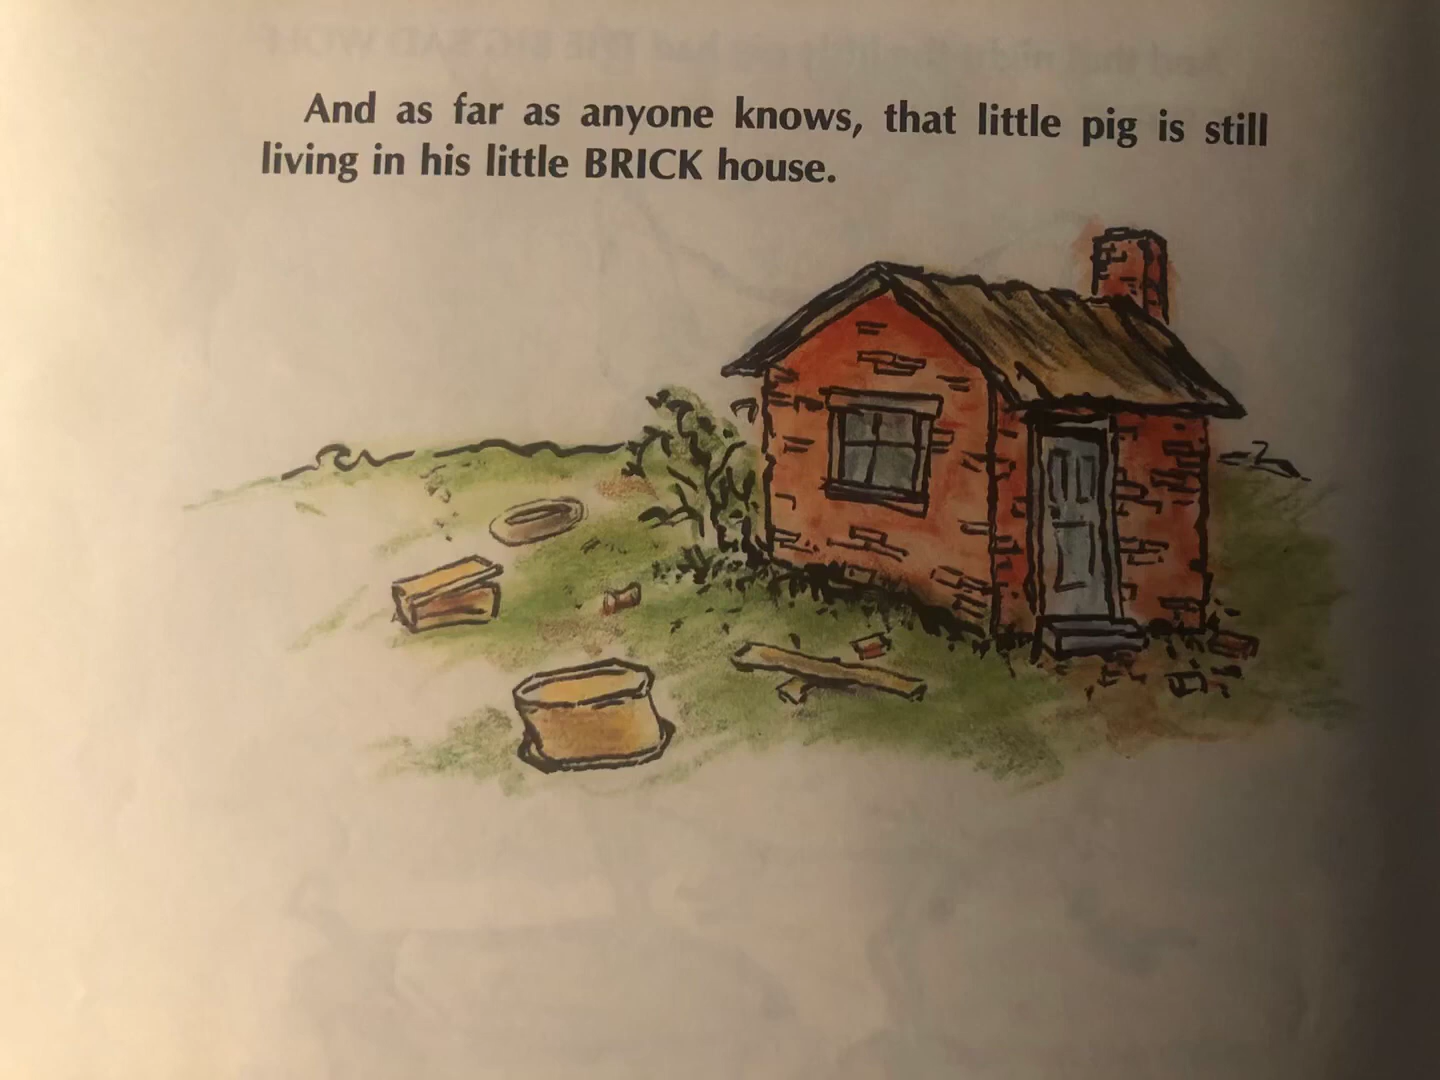 And as far as anyone knows, that little pig is still
living in his little BRICK house.